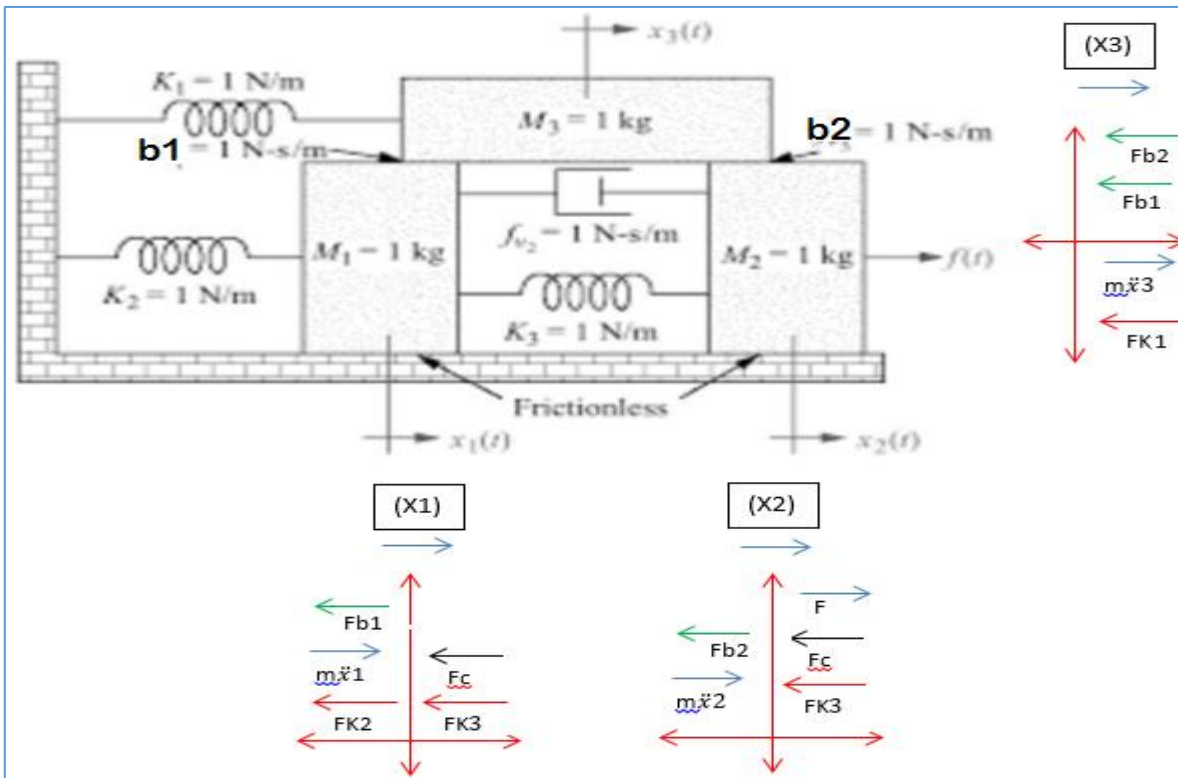 x₃(t)
(X3)
K₁ = 1 N/m
M₃ = 1 kg
b1 = 1 N-s/m
b2 = 1 N-s/m
Fb2
Fb1
fᵥ₂ = 1 N-s/m
M₁ = 1 kg
M₂ = 1 kg
f(t)
mẍ3
K₂ = 1 N/m
K₃ = 1 N/m
FK1
Frictionless
x₁(t)
x₂(t)
(X1)
(X2)
Fb1
mẍ1
Fc
FK2
FK3
F
Fb2
Fc
mẍ2
FK3